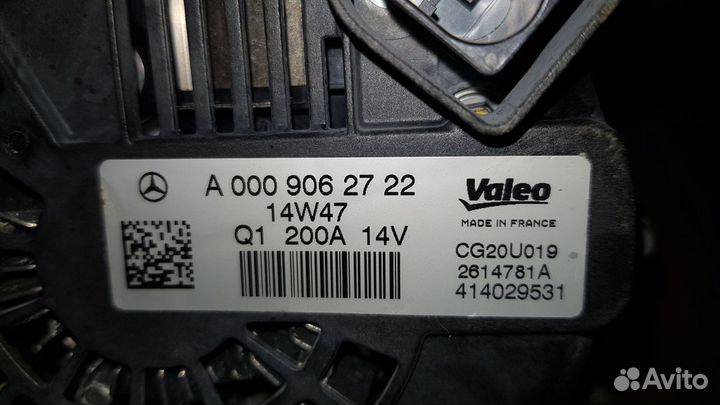 A 000 906 27 22
14W47
Q1 200A 14V
Valeo
MADE IN FRANCE
CG20U019
2614781A
414029531
Avito